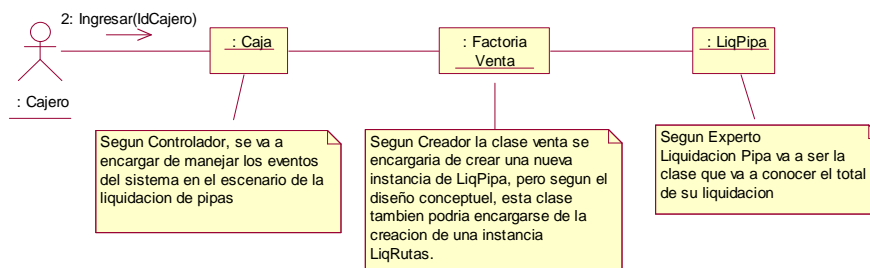 2: Ingresar(IdCajero)
: Cajero
: Caja
: Factoria
Venta
: LiqPipa
Segun Controlador, se va a
encargar de manejar los eventos
del sistema en el escenario de la
liquidacion de pipas
Segun Creador la clase venta se
encargaria de crear una nueva
instancia de LiqPipa, pero segun el
diseño conceptuel, esta clase
tambien podria encargarse de la
creacion de una instancia
LiqRutas.
Segun Experto
Liquidacion Pipa va a ser la
clase que va a conocer el total
de su liquidacion